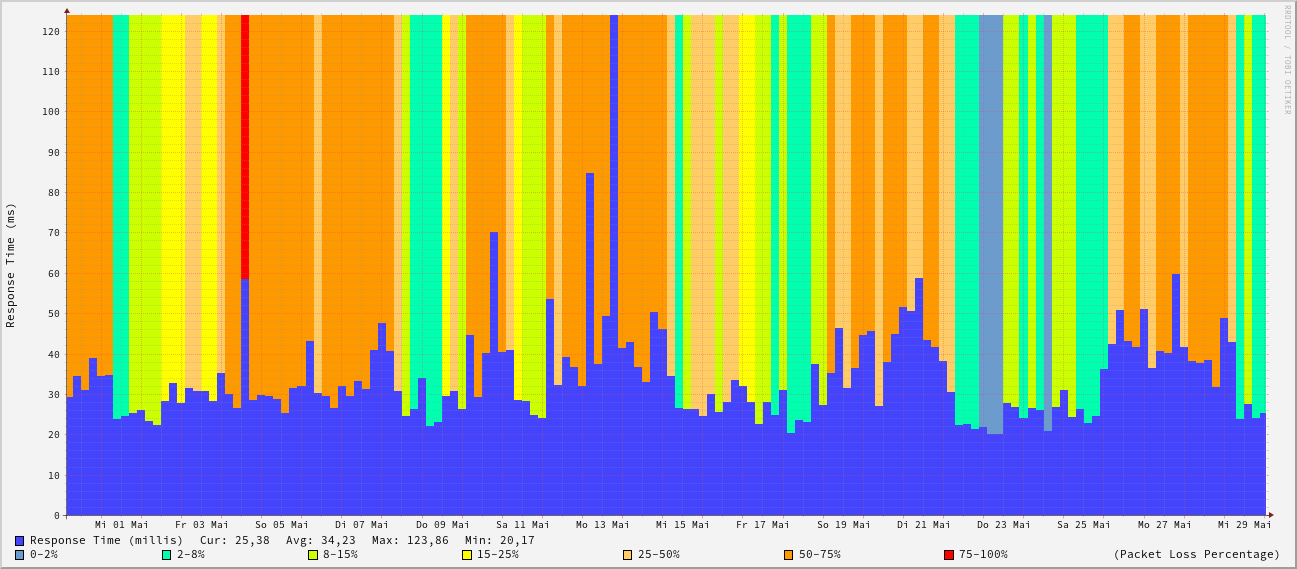 RRDTOOL / TOBI OETIKER
Response Time (ms)
120
110
100
90
80
70
60
50
40
30
20
10
0
Mi 01 Mai Fr 03 Mai So 05 Mai Di 07 Mai Do 09 Mai Sa 11 Mai Mo 13 Mai Mi 15 Mai Fr 17 Mai So 19 Mai Di 21 Mai Do 23 Mai Sa 25 Mai Mo 27 Mai Mi 29 Mai
Response Time (millis) Cur: 25,38 Avg: 34,23 Max: 123,86 Min: 20,17
0-2% 2-8% 8-15% 15-25% 25-50% 50-75% 75-100% (Packet Loss Percentage)